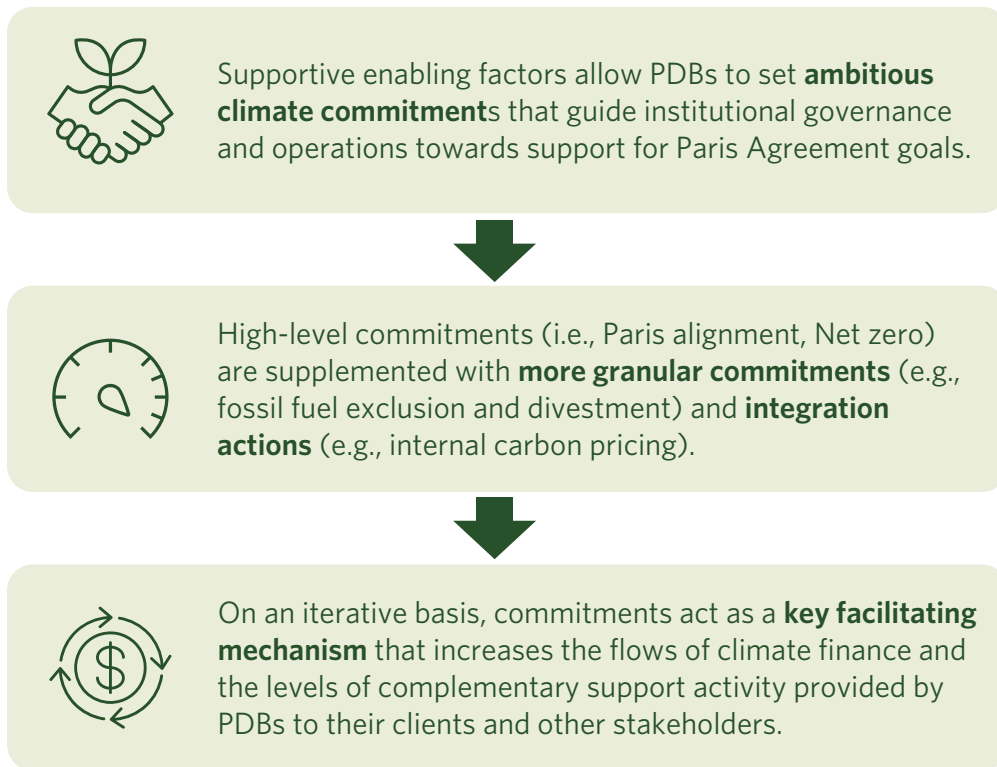 Supportive enabling factors allow PDBs to set ambitious
climate commitments that guide institutional governance
and operations towards support for Paris Agreement goals.
High-level commitments (i.e., Paris alignment, Net zero)
are supplemented with more granular commitments (e.g.,
fossil fuel exclusion and divestment) and integration
actions (e.g., internal carbon pricing).
On an iterative basis, commitments act as a key facilitating
mechanism that increases the flows of climate finance and
the levels of complementary support activity provided by
PDBs to their clients and other stakeholders.